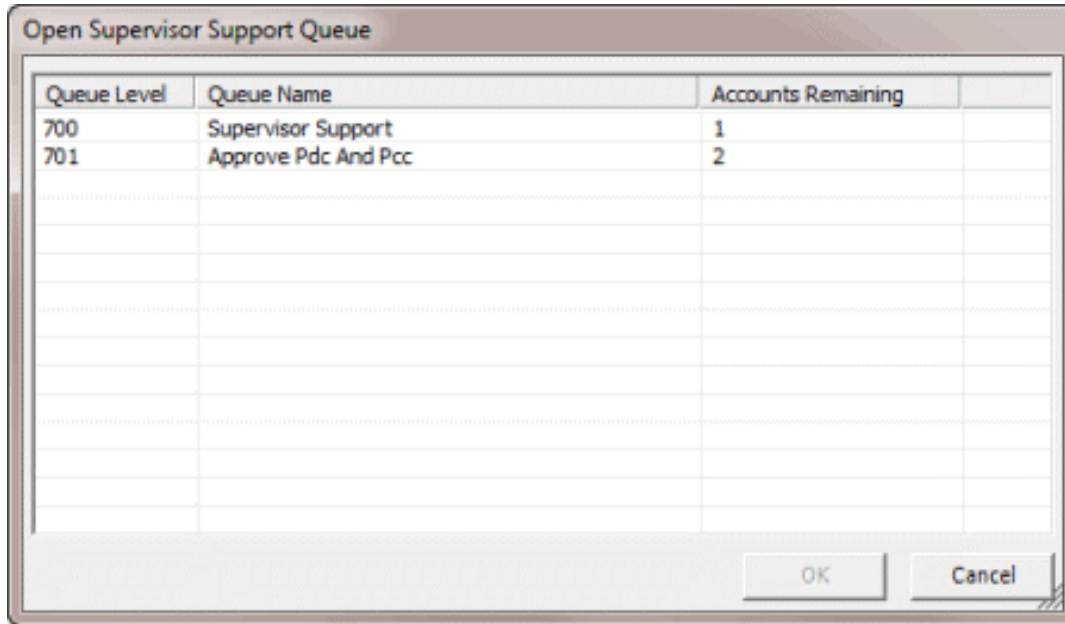 Open Supervisor Support Queue
Queue Level Queue Name Accounts Remaining
700 Supervisor Support 1
701 Approve Pdc And Pcc 2
OK Cancel